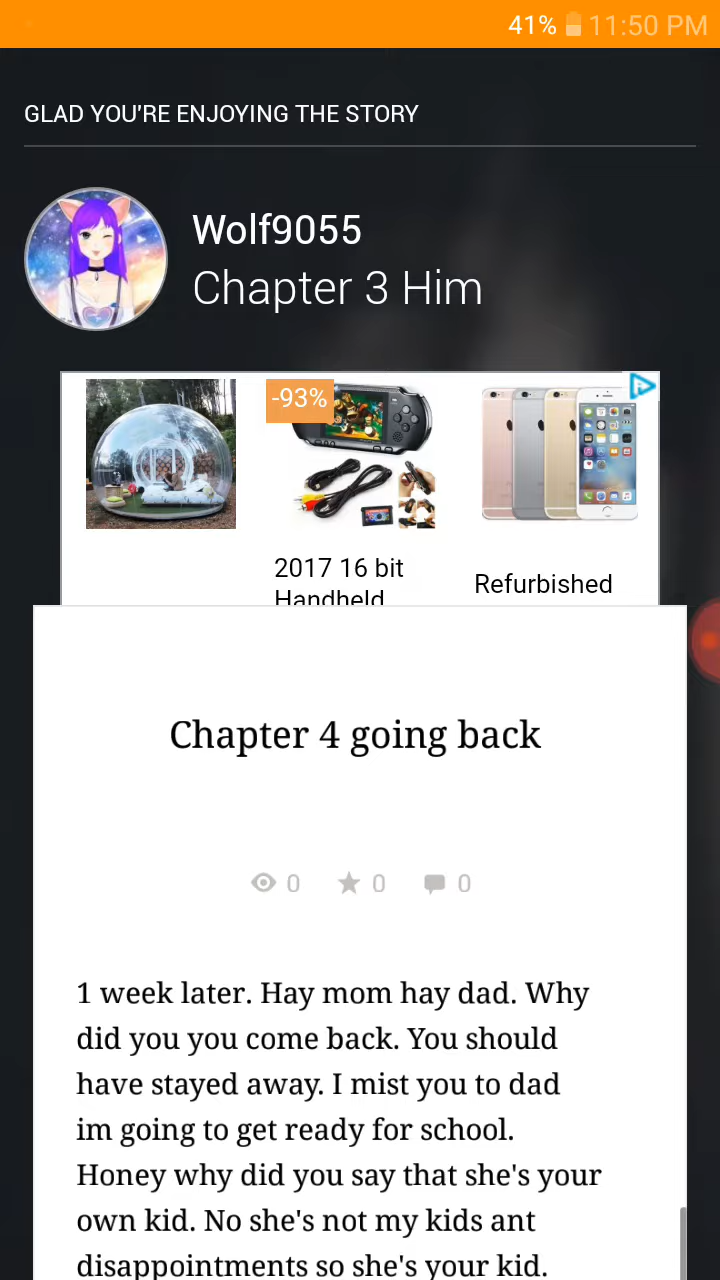 41% 11:50 PM
GLAD YOU'RE ENJOYING THE STORY
Wolf9055
Chapter 3 Him
-93%
2017 16 bit
Handheld
Refurbished
Chapter 4 going back
0 0 0
1 week later. Hay mom hay dad. Why
did you you come back. You should
have stayed away. I mist you to dad
im going to get ready for school.
Honey why did you say that she's your
own kid. No she's not my kids ant
disappointments so she's your kid.